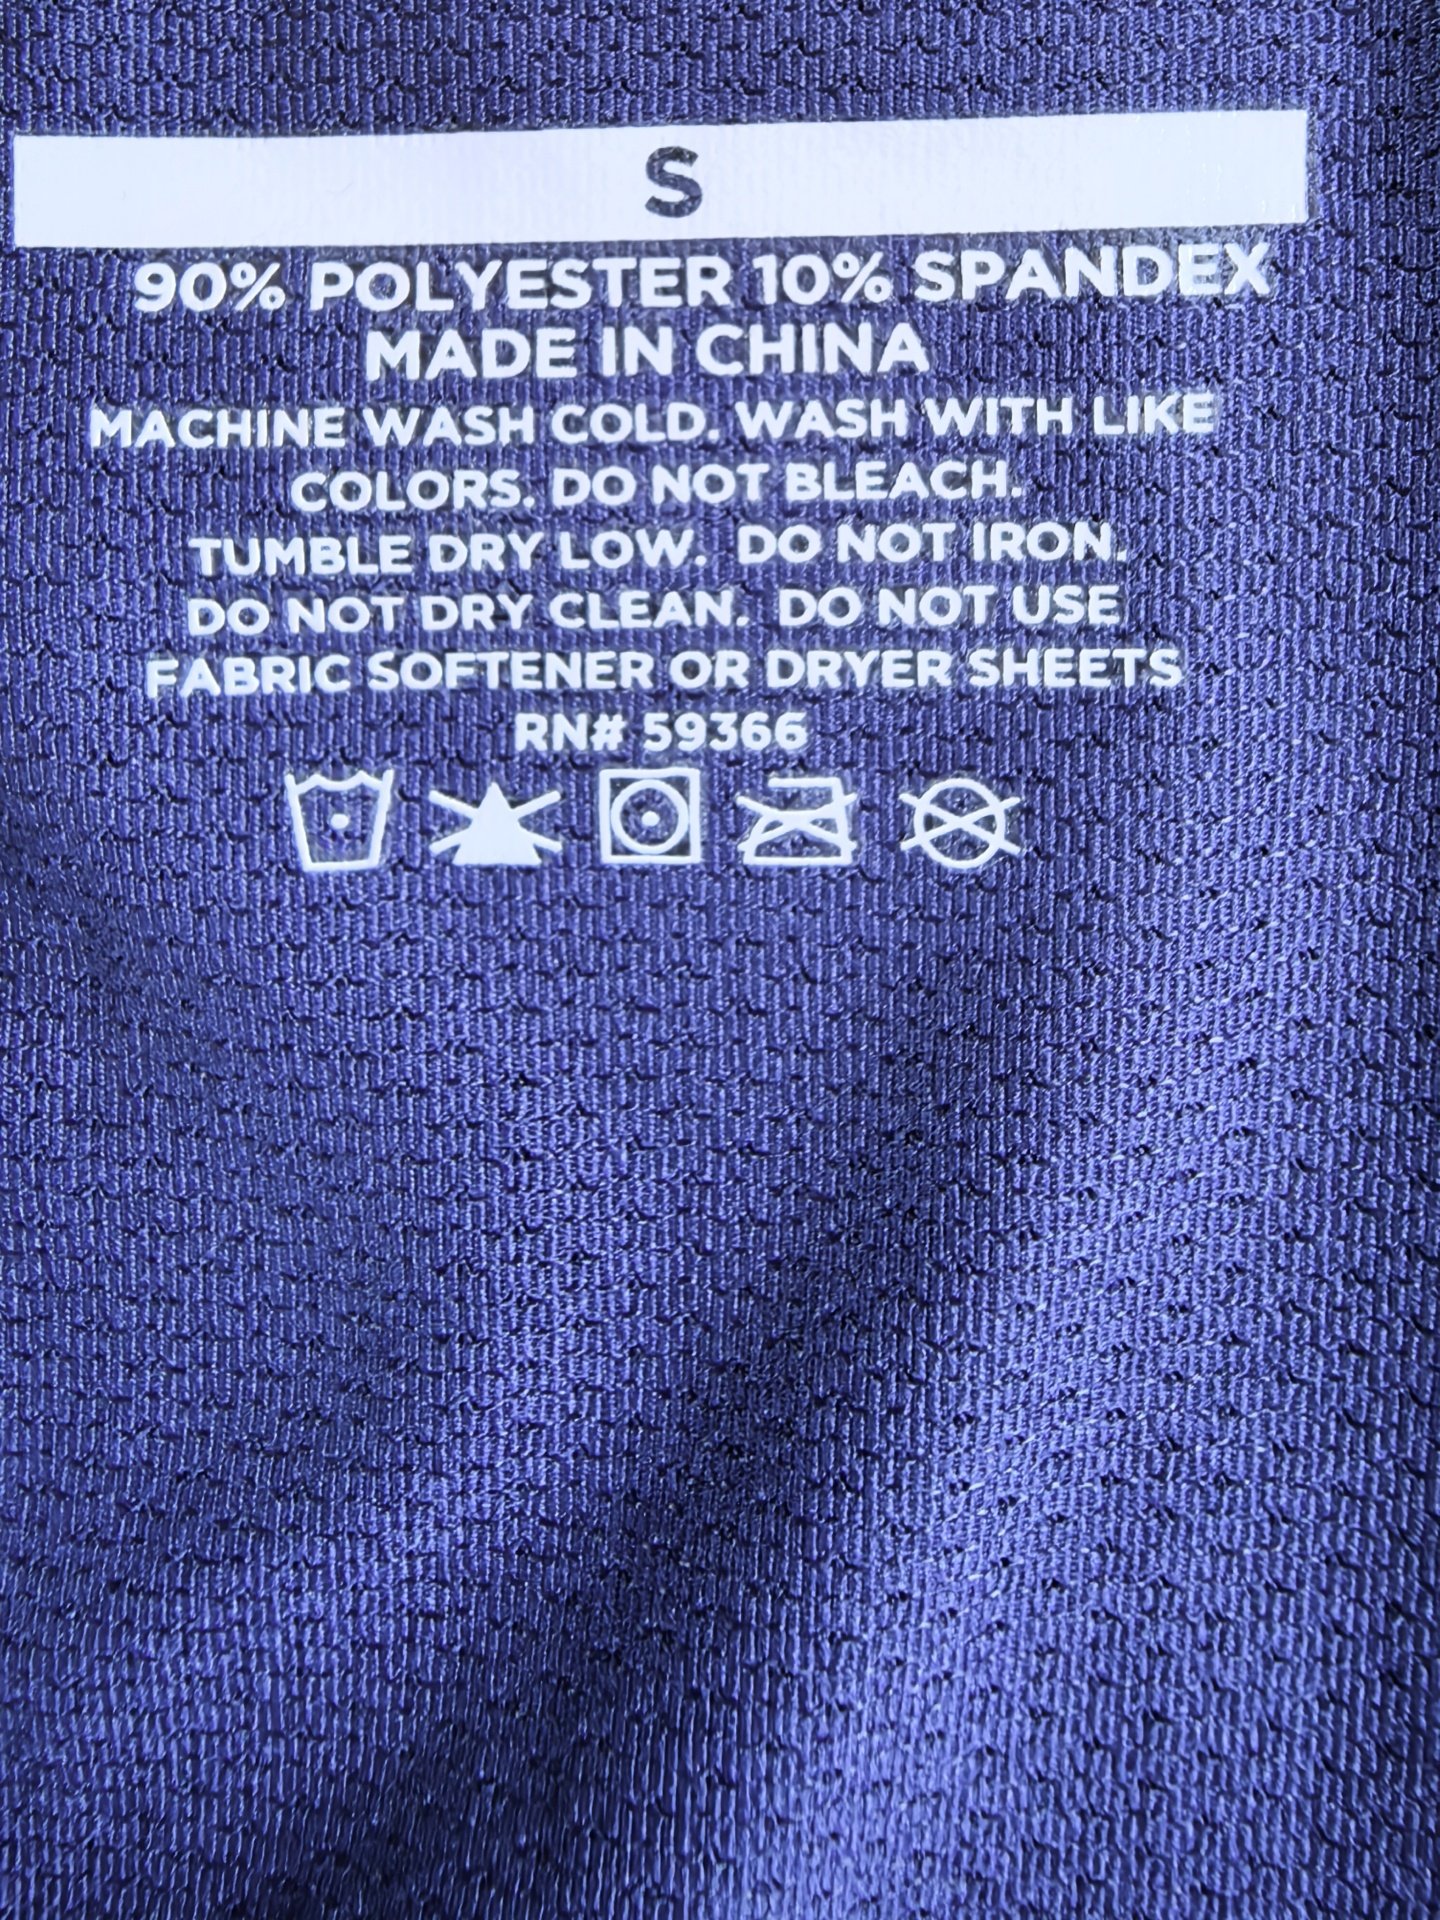 S
90% POLYESTER 10% SPANDEX
MADE IN CHINA
MACHINE WASH COLD. WASH WITH LIKE
COLORS. DO NOT BLEACH.
TUMBLE DRY LOW. DO NOT IRON.
DO NOT DRY CLEAN. DO NOT USE
FABRIC SOFTENER OR DRYER SHEETS
RN# 59366